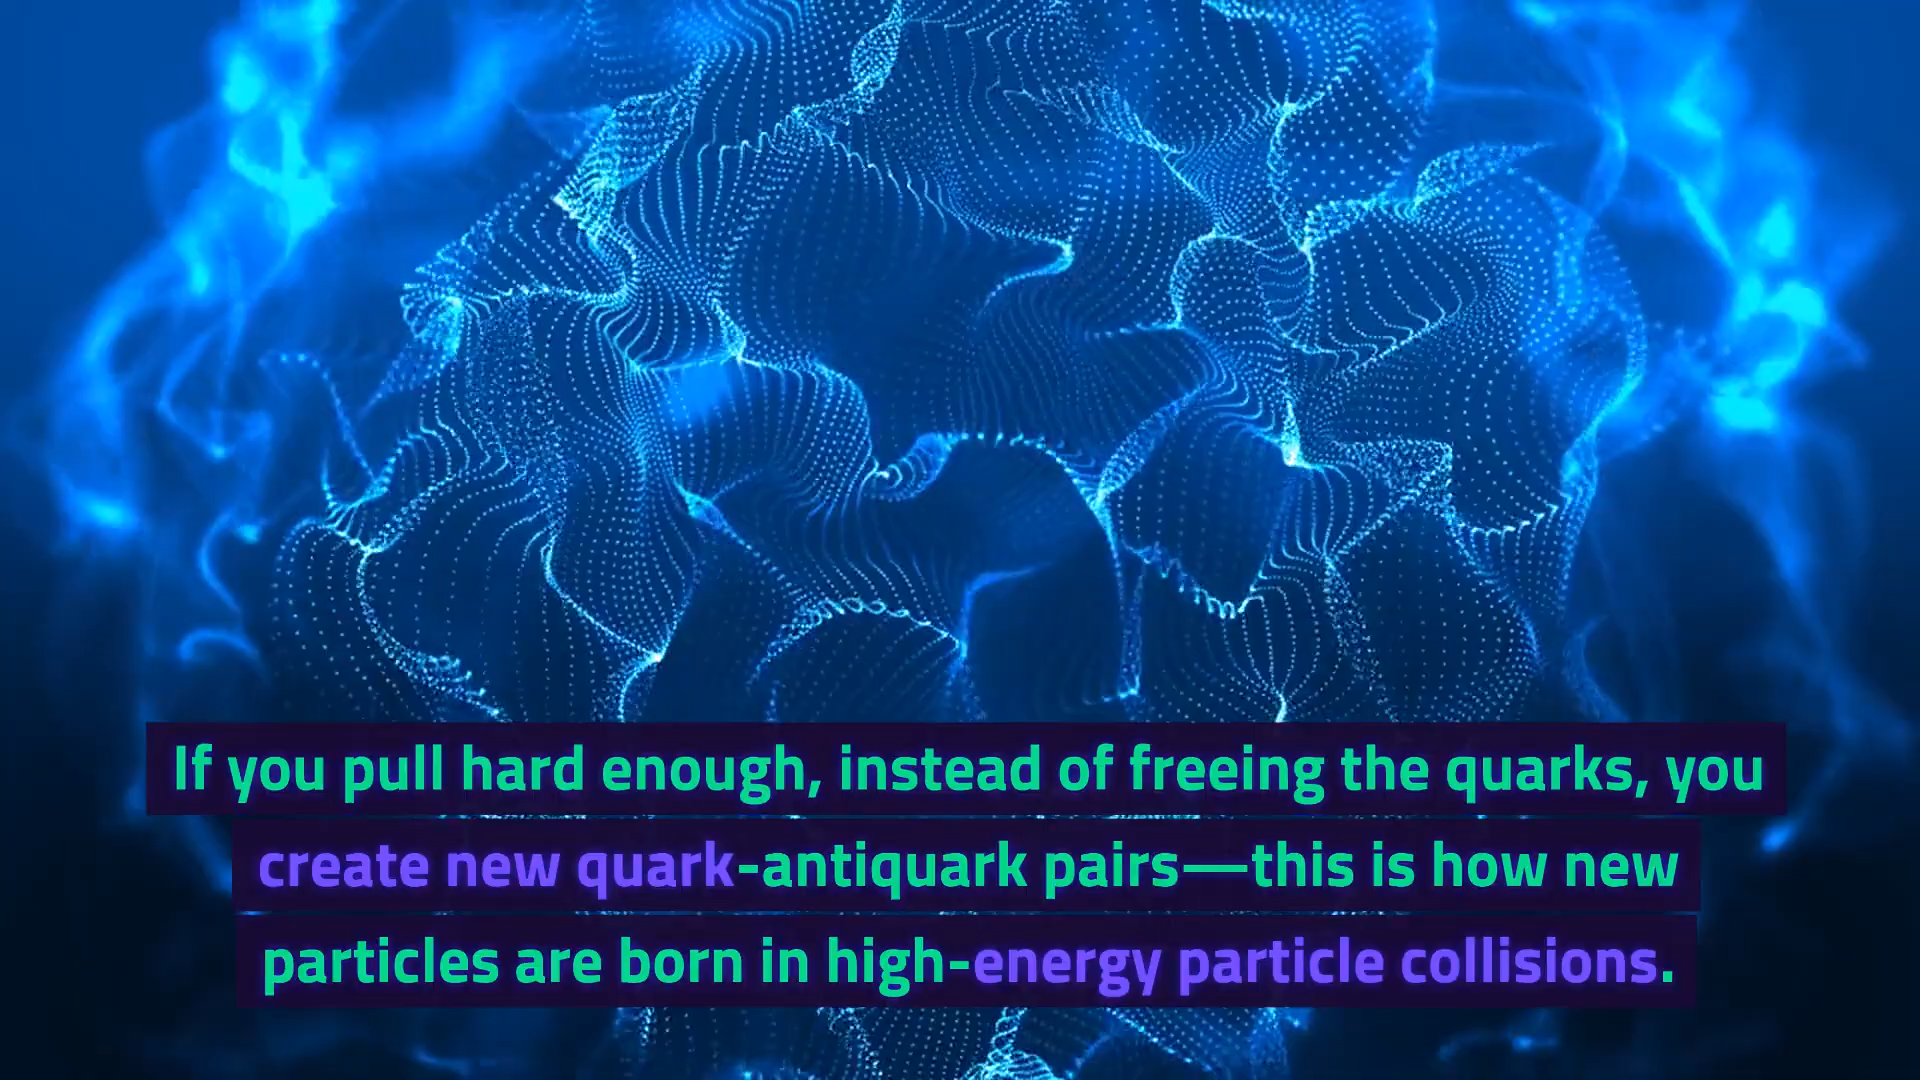 If you pull hard enough, instead of freeing the quarks, you
create new quark-antiquark pairs—this is how new
particles are born in high-energy particle collisions.